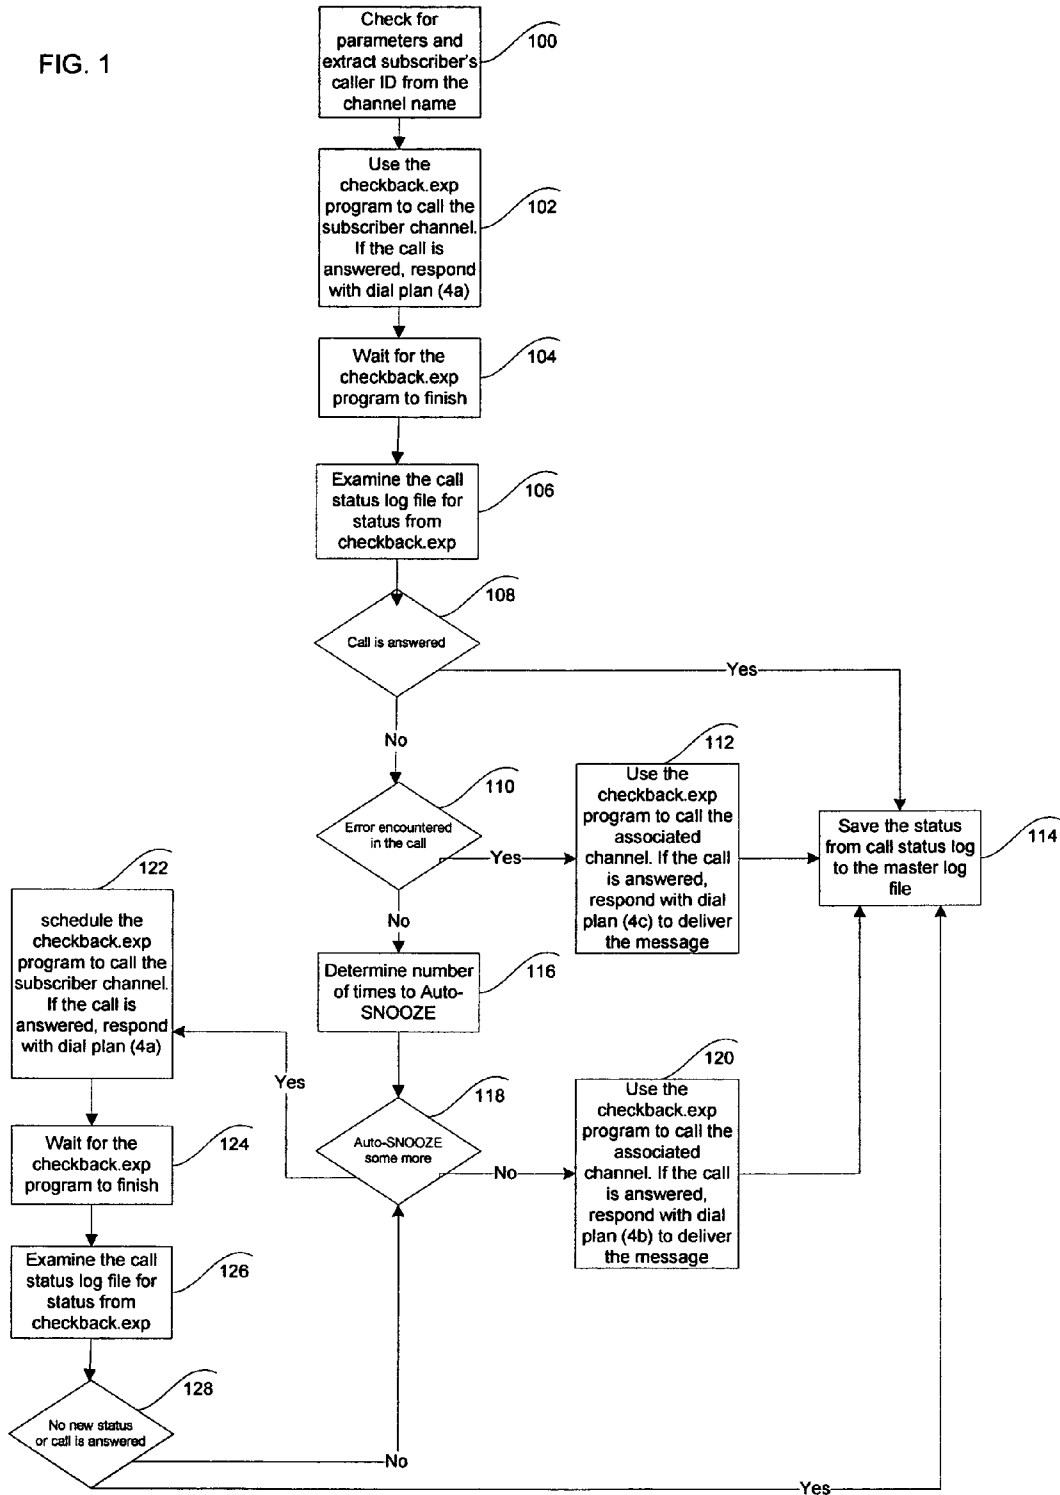 FIG. 1
Check for
parameters and
extract subscriber's
caller ID from the
channel name
100
Use the
checkback.exp
program to call the
subscriber channel.
If the call is
answered, respond
with dial plan (4a)
102
Wait for the
checkback.exp
program to finish
104
Examine the call
status log file for
status from
checkback.exp
106
Call is answered
108
Yes
No
Error encountered
in the call
110
Yes
No
Use the
checkback.exp
program to call the
associated
channel. If the call
is answered,
respond with dial
plan (4c) to deliver
the message
112
Save the status
from call status log
to the master log
file
114
Determine number
of times to Auto-
SNOOZE
116
Auto-SNOOZE
some more
118
Yes
No
Use the
checkback.exp
program to call the
associated
channel. If the call
is answered,
respond with dial
plan (4b) to deliver
the message
120
schedule the
checkback.exp
program to call the
subscriber channel.
If the call is
answered, respond
with dial plan (4a)
122
Wait for the
checkback.exp
program to finish
124
Examine the call
status log file for
status from
checkback.exp
126
No new status
or call is answered
128
No
Yes